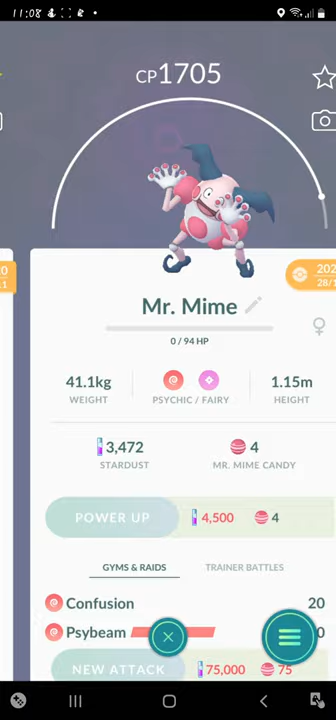 11:08
CP1705
Mr. Mime
0 / 94 HP
41.1kg
WEIGHT
PSYCHIC / FAIRY
1.15m
HEIGHT
3,472
STARDUST
4
MR. MIME CANDY
POWER UP
4,500
4
GYMS & RAIDS
TRAINER BATTLES
Confusion
20
Psybeam
NEW ATTACK
75,000
75